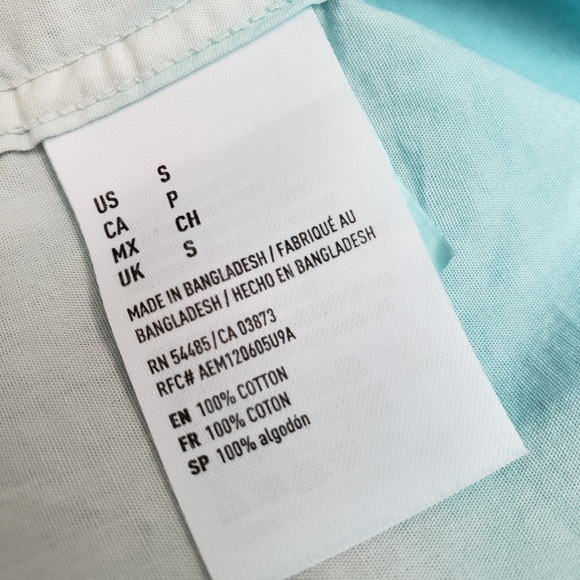 US S
CA P
MX CH
UK S
MADE IN BANGLADESH / FABRIQUÉ AU
BANGLADESH / HECHO EN BANGLADESH
RN 54485/CA 03873
RFC# AEM120605U9A
EN 100% COTTON
FR 100% COTON
SP 100% algodón